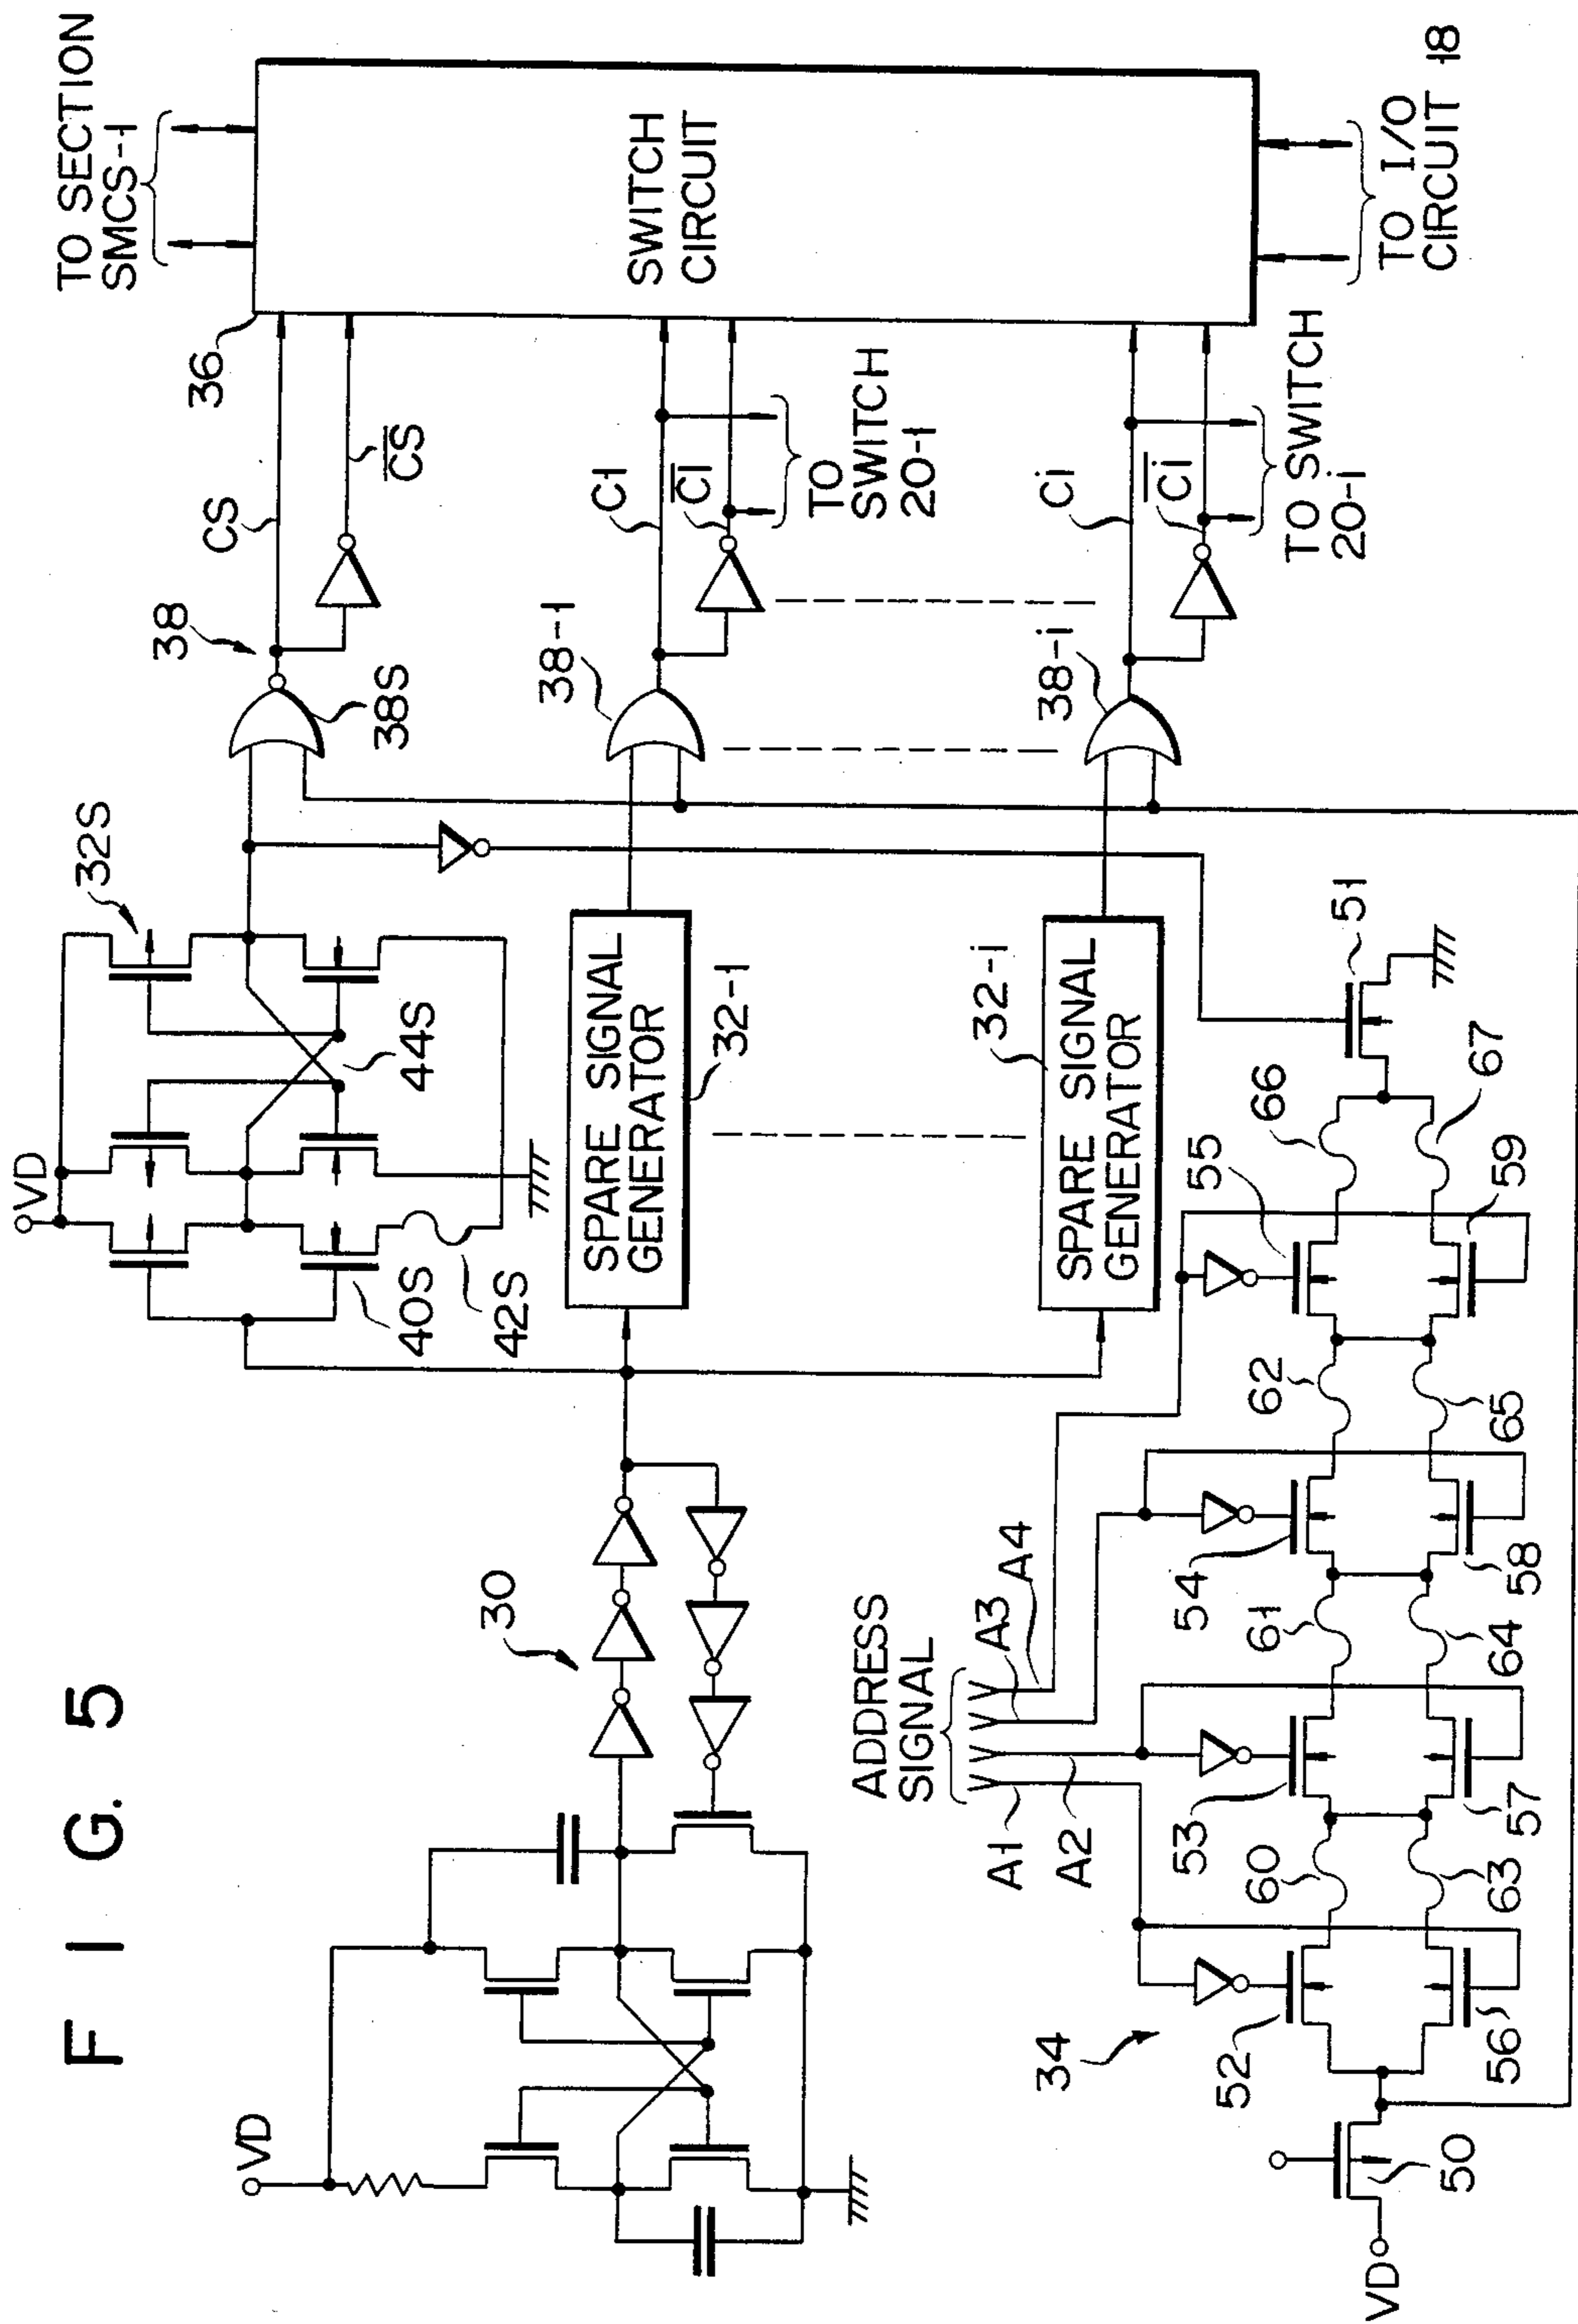 F I G. 5
TO SECTION
SMCS-1
36
SWITCH
CIRCUIT
TO I/O
CIRCUIT 18
CS
CS
38
38S
C1
C1
TO
SWITCH
20-1
38-1
Ci
Ci
TO SWITCH
20-i
38-i
32S
VD
44S
40S
42S
SPARE SIGNAL
GENERATOR
32-1
SPARE SIGNAL
GENERATOR
32-i
30
VD
ADDRESS
SIGNAL
A1
A2
A3
A4
34
VD
50
51
52
53
54
55
56
57
58
59
60
61
62
63
64
65
66
67